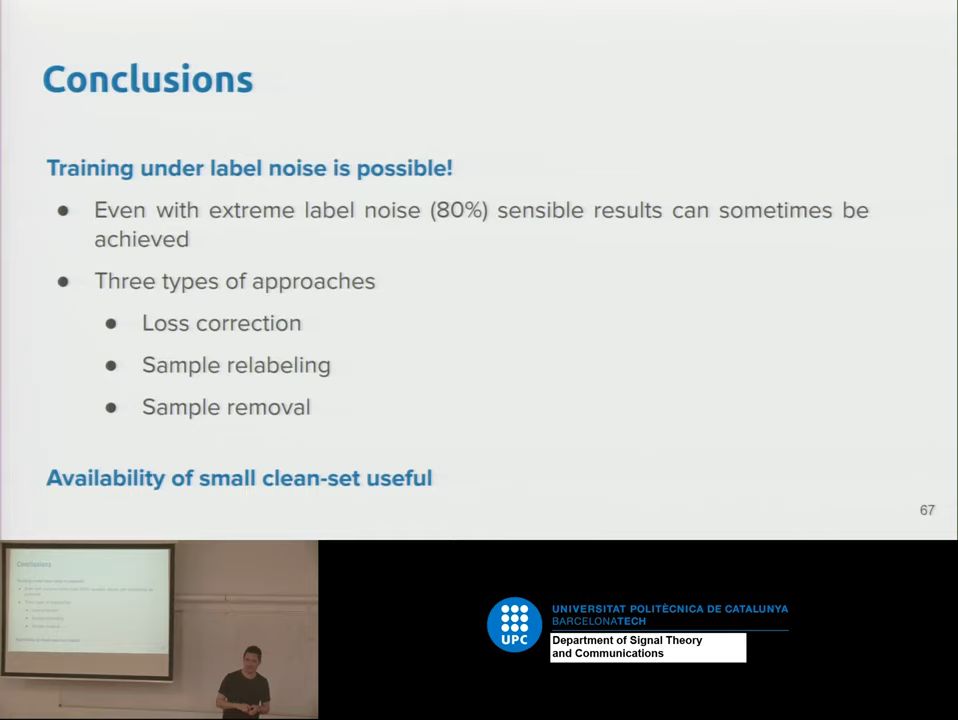 Conclusions
Training under label noise is possible!
● Even with extreme label noise (80%) sensible results can sometimes be
achieved
● Three types of approaches
● Loss correction
● Sample relabeling
● Sample removal
Availability of small clean-set useful
67
Conclusions
UPC
UNIVERSITAT POLITÈCNICA DE CATALUNYA
BARCELONATECH
Department of Signal Theory
and Communications